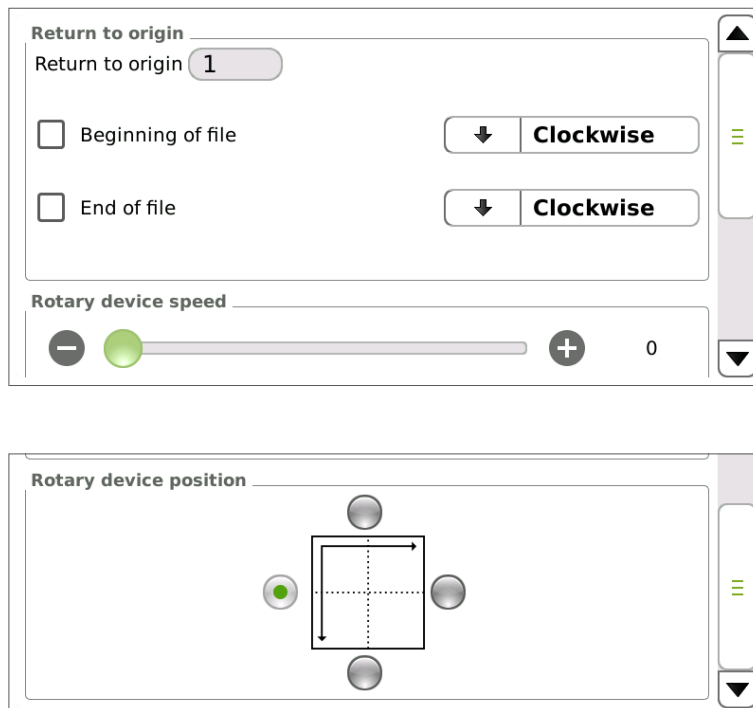 Return to origin
Return to origin 1
Beginning of file Clockwise
End of file Clockwise
Rotary device speed
0
Rotary device position